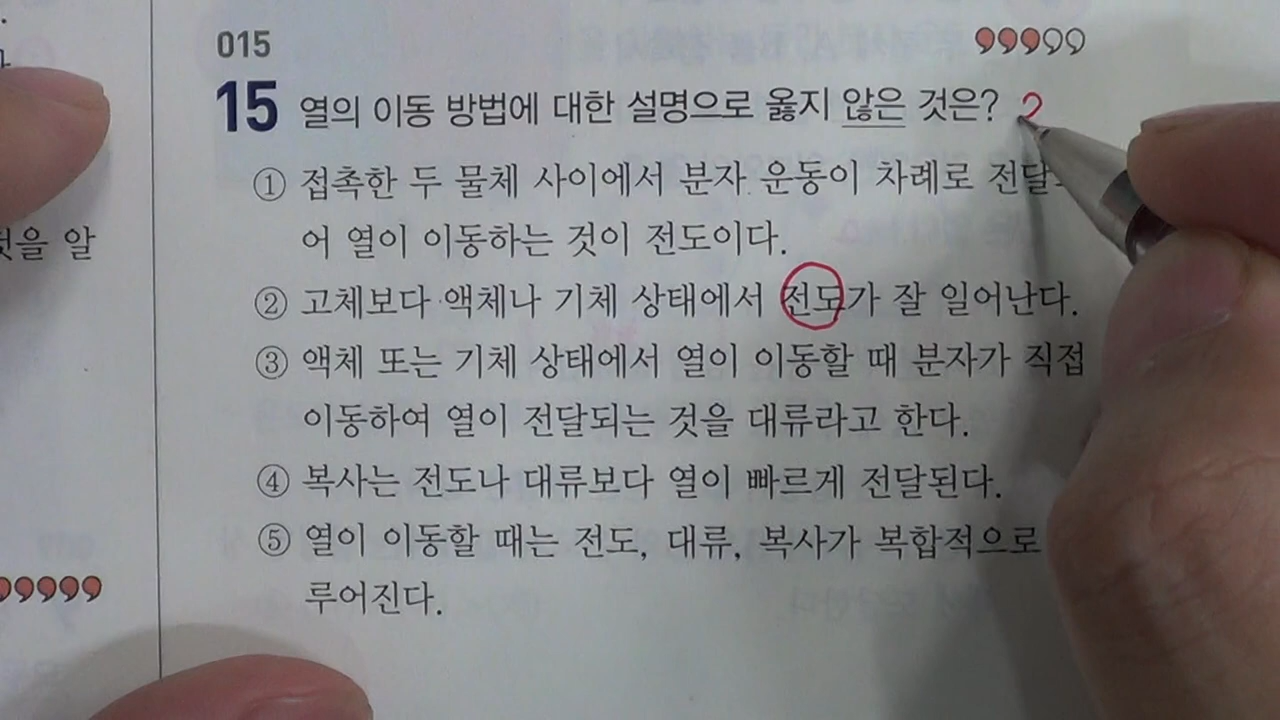 015
15 열의 이동 방법에 대한 설명으로 옳지 않은 것은? 2
① 접촉한 두 물체 사이에서 분자 운동이 차례로 전달
어 열이 이동하는 것이 전도이다.
② 고체보다 액체나 기체 상태에서 전도가 잘 일어난다.
③ 액체 또는 기체 상태에서 열이 이동할 때 분자가 직접
이동하여 열이 전달되는 것을 대류라고 한다.
④ 복사는 전도나 대류보다 열이 빠르게 전달된다.
⑤ 열이 이동할 때는 전도, 대류, 복사가 복합적으로
루어진다.
것을 알